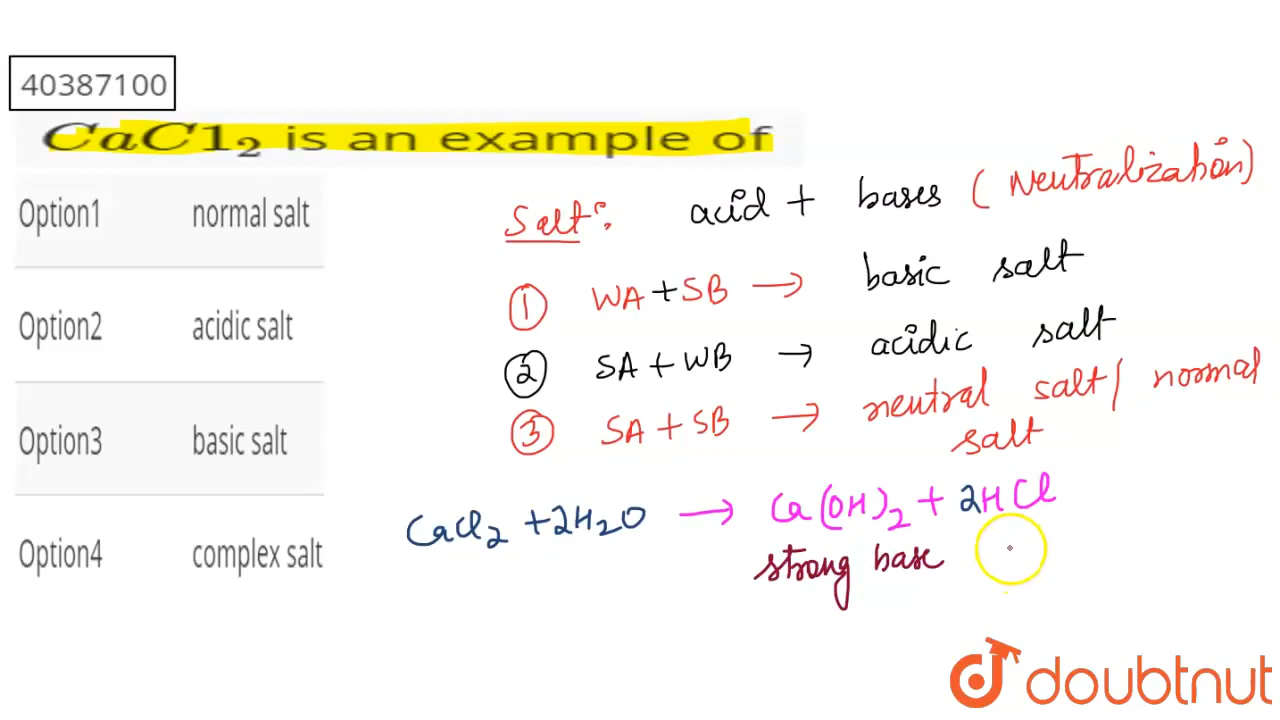 40387100
CaC1₂ is an example of
Option1 normal salt
Option2 acidic salt
Option3 basic salt
Option4 complex salt
Salt: acid + bases (Neutralization)
① WA + SB → basic salt
② SA + WB → acidic salt
③ SA + SB → neutral salt/ normal
salt
CaCl₂ + 2H₂O → Ca(OH)₂ + 2HCl
strong base
doubtnut